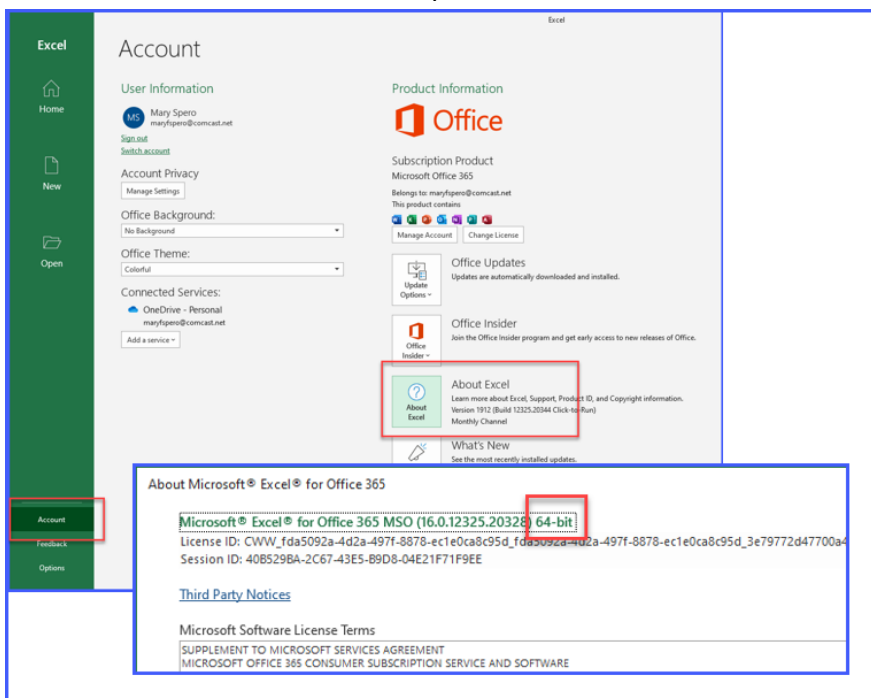 Excel
Excel
Home
New
Open
Account
Feedback
Options
Account
User Information
MS
Mary Spero
maryfspero@comcast.net
Sign out
Switch account
Account Privacy
Manage Settings
Office Background:
No Background
Office Theme:
Colorful
Connected Services:
OneDrive - Personal
maryfspero@comcast.net
Add a service
Product Information
Office
Subscription Product
Microsoft Office 365
Belongs to: maryfspero@comcast.net
This product contains
Manage Account Change License
Update Options
Office Updates
Updates are automatically downloaded and installed.
Office Insider
Office Insider
Join the Office Insider program and get early access to new releases of Office.
About Excel
About Excel
Learn more about Excel, Support, Product ID, and Copyright information.
Version 1912 (Build 12325.20344 Click-to-Run)
Monthly Channel
What's New
See the most recently installed updates.
About Microsoft® Excel® for Office 365
Microsoft® Excel® for Office 365 MSO (16.0.12325.20328) 64-bit
License ID: CWW_fda5092a-4d2a-497f-8878-ec1e0ca8c95d_fda5092a-4d2a-497f-8878-ec1e0ca8c95d_3e79772d47700a4
Session ID: 40B529BA-2C67-43E5-B9D8-04E21F71F9EE
Third Party Notices
Microsoft Software License Terms
SUPPLEMENT TO MICROSOFT SERVICES AGREEMENT
MICROSOFT OFFICE 365 CONSUMER SUBSCRIPTION SERVICE AND SOFTWARE